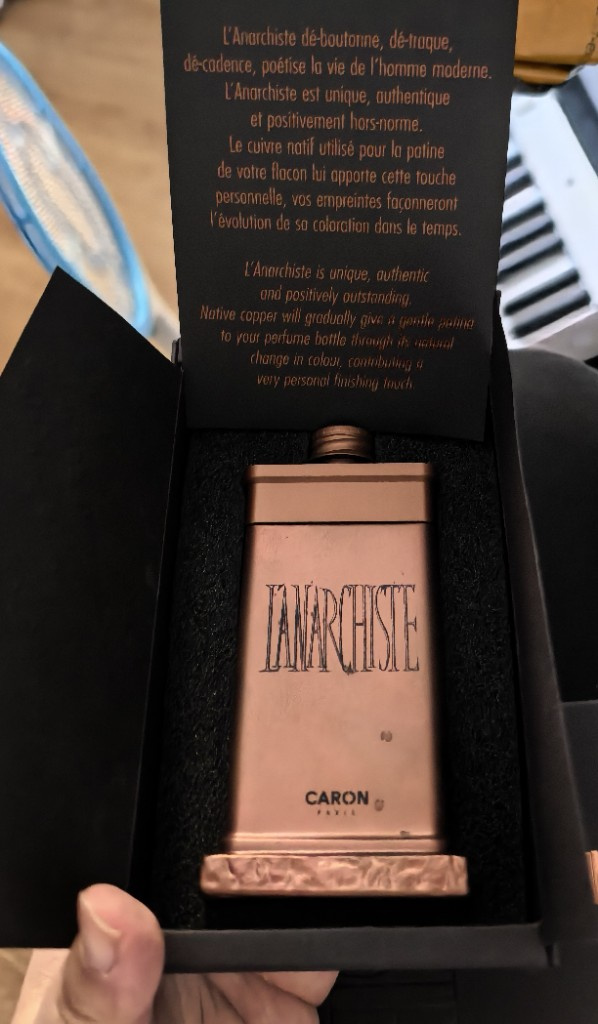 L'Anarchiste dé-boutonne, dé-traque,
dé-cadence, poétise la vie de l'homme moderne.
L'Anarchiste est unique, authentique
et positivement hors-norme.
Le cuivre natif utilisé pour la patine
de votre flacon lui apporte cette touche
personnelle, vos empreintes façonneront
l'évolution de sa coloration dans le temps.
L'Anarchiste is unique, authentic
and positively outstanding.
Native copper will gradually give a gentle patina
to your perfume bottle through its natural
change in colour, contributing a
very personal finishing touch
L'ANARCHISTE
CARON
PARIS